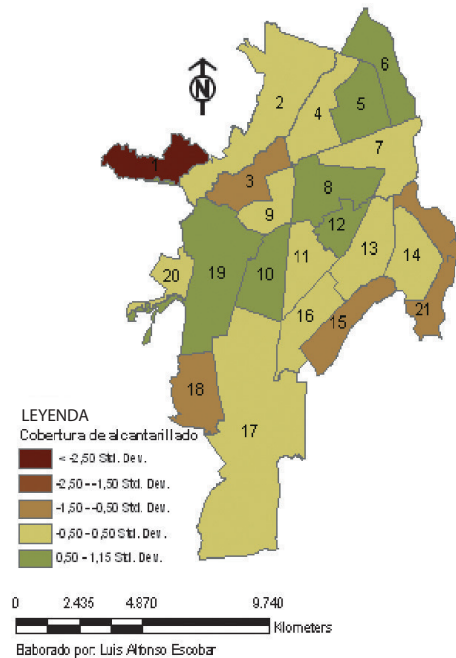 6
N
2
4
5
7
1
3
8
9
12
11
13
14
20
19
10
16
15
21
18
17
LEYENDA
Cobertura de alcantarillado
< -2,50 Std. Dev.
-2,50 - -1,50 Std. Dev.
-1,50 - -0,50 Std. Dev.
-0,50 - 0,50 Std. Dev.
0,50 - 1,15 Std. Dev.
0 2.435 4.870 9.740
Kilometers
Elaborado por: Luis Alfonso Escobar